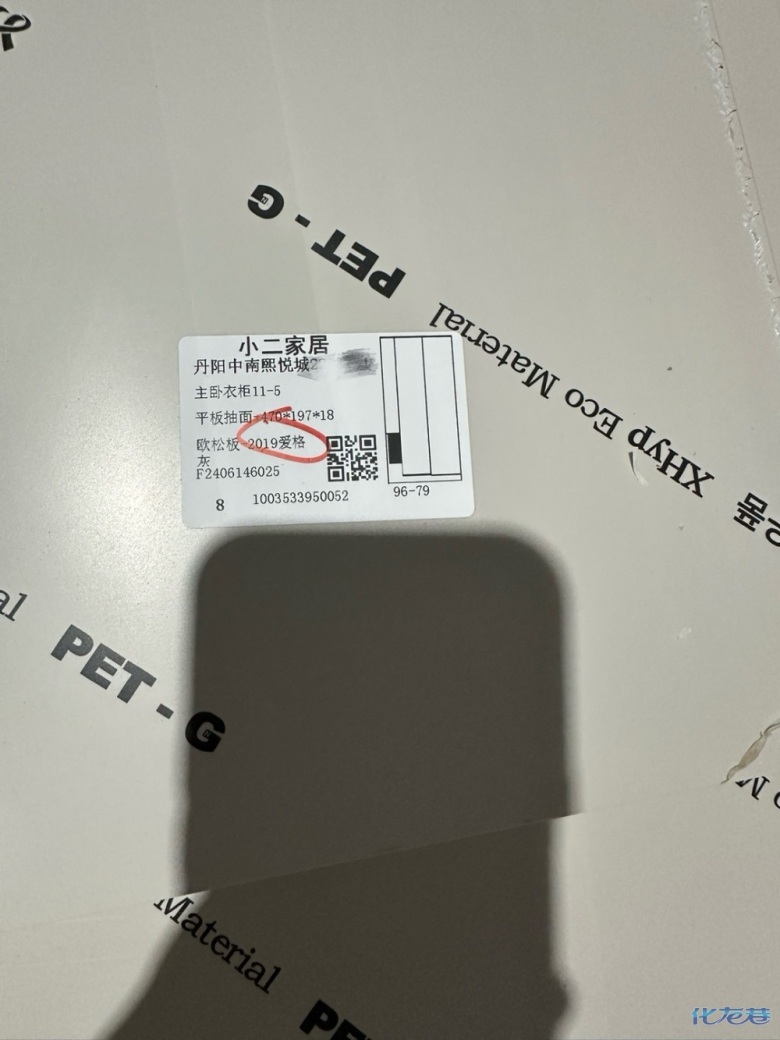 PET - G
XHyp Eco Material
小二家居
丹阳中南熙悦城
主卧衣柜11-5
平板抽面-470*197*18
欧松板-2019爱格
灰
F2406146025
8 1003533950052
96-79
al
PET - G
Material
化龙巷